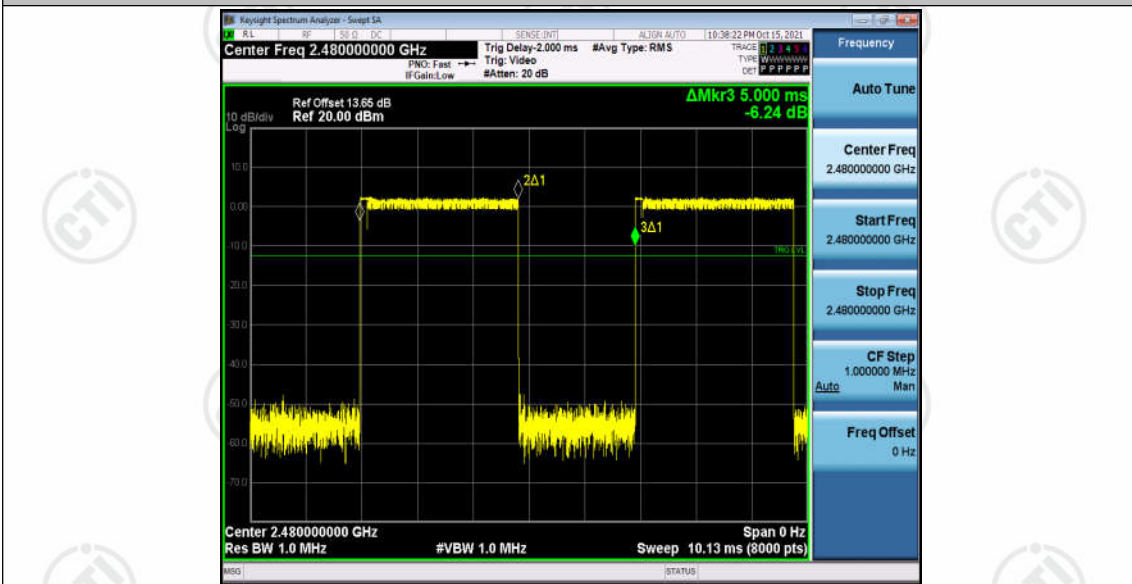 Keysight Spectrum Analyzer - Swept SA
RL RF 50 Ω DC SENSE:INT ALIGN AUTO 10:38:22 PM Oct 15, 2021
Center Freq 2.480000000 GHz
PNO: Fast
IFGain:Low
Trig Delay-2.000 ms
Trig: Video
#Atten: 20 dB
#Avg Type: RMS
TRACE 1 2 3 4 5 6
TYPE WWWWWW
DET P P P P P P
ΔMkr3 5.000 ms
-6.24 dB
Ref Offset 13.65 dB
10 dB/div Ref 20.00 dBm
Log
10.0
0.00
-10.0
-20.0
-30.0
-40.0
-50.0
-60.0
-70.0
2Δ1
3Δ1
TRIG LVL
Center 2.480000000 GHz Span 0 Hz
Res BW 1.0 MHz #VBW 1.0 MHz Sweep 10.13 ms (8000 pts)
MSG STATUS
Frequency
Auto Tune
Center Freq
2.480000000 GHz
Start Freq
2.480000000 GHz
Stop Freq
2.480000000 GHz
CF Step
1.000000 MHz
Auto Man
Freq Offset
0 Hz
CTI
CTI